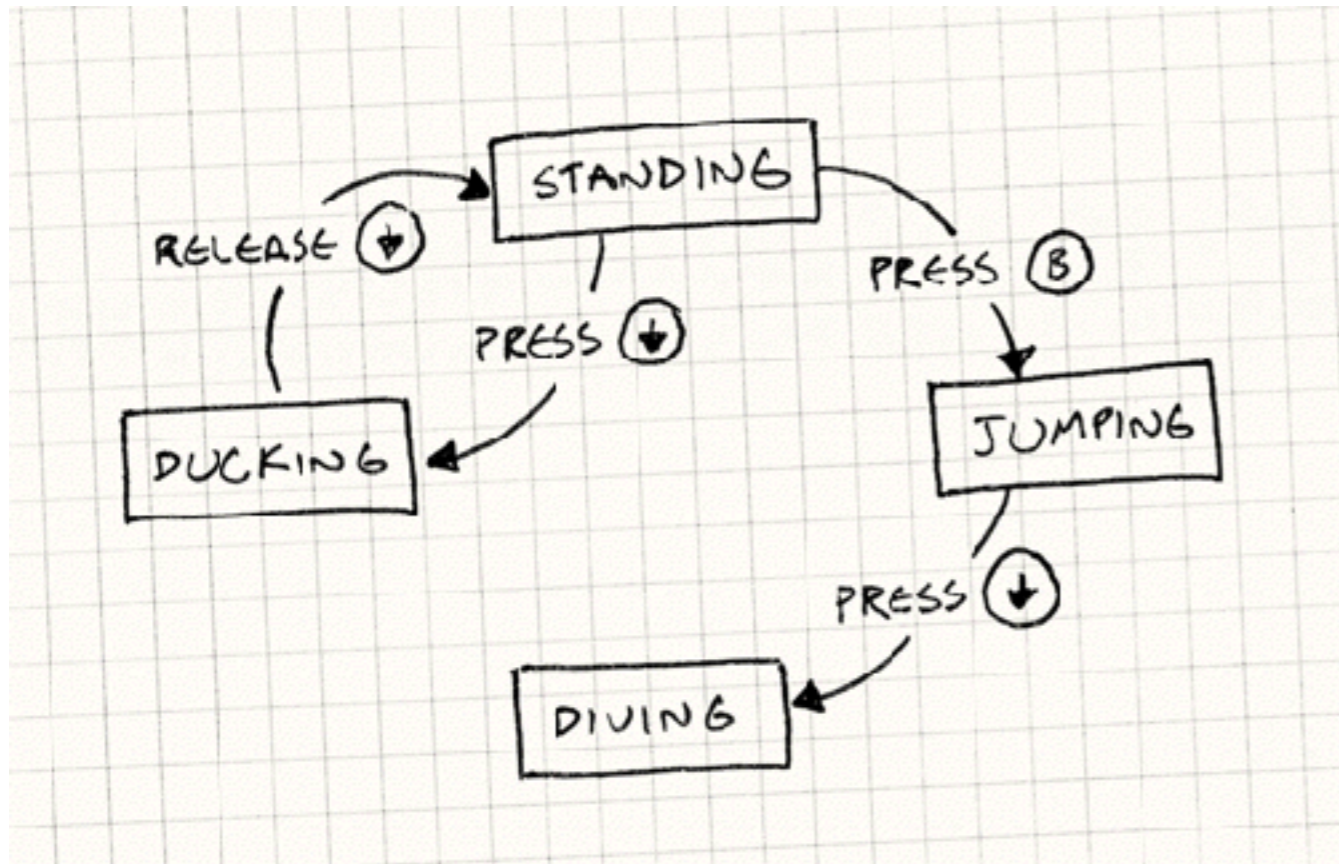 STANDING
RELEASE ↓
PRESS B
PRESS ↓
DUCKING
JUMPING
PRESS ↓
DIVING